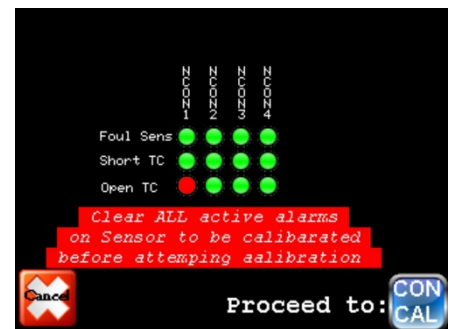 NCON1 NCON2 NCON3 NCON4
Foul Sens
Short TC
Open TC
Clear ALL active alarms
on Sensor to be calibarated
before attemping aalibration
Cancel
Proceed to:
CON
CAL